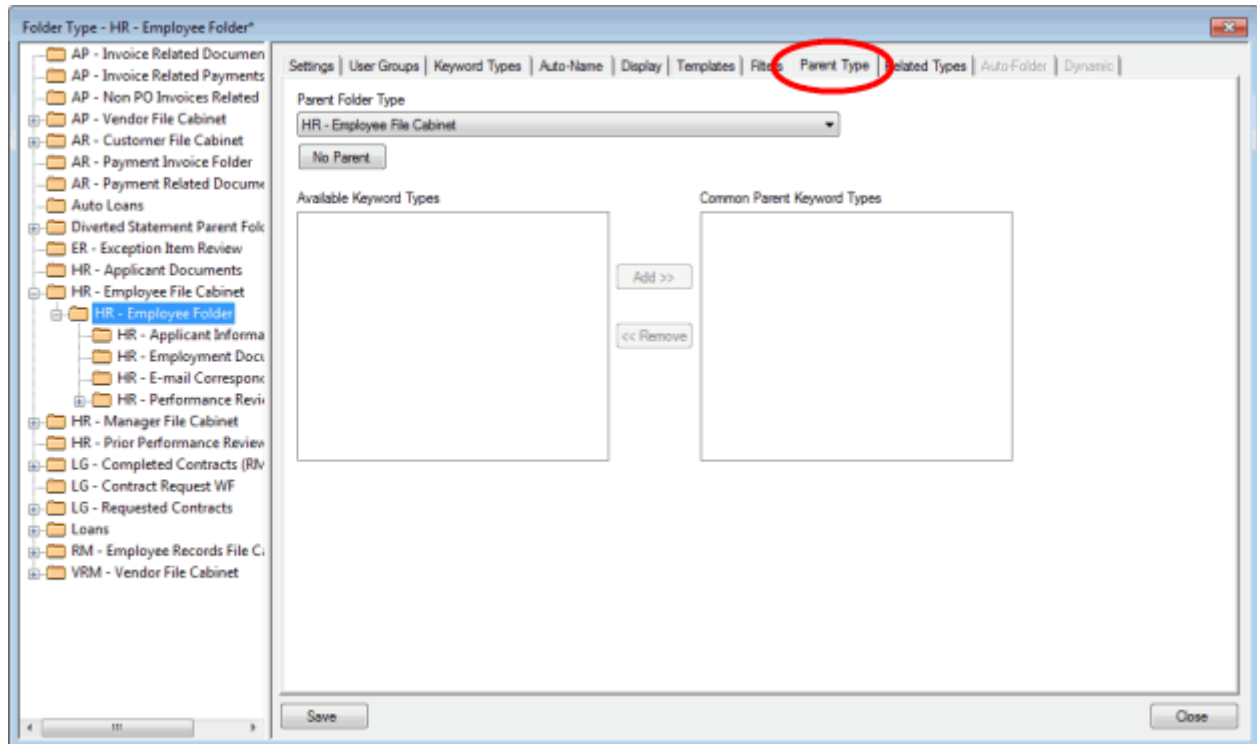 Folder Type - HR - Employee Folder*
AP - Invoice Related Documen
AP - Invoice Related Payments
AP - Non PO Invoices Related
AP - Vendor File Cabinet
AR - Customer File Cabinet
AR - Payment Invoice Folder
AR - Payment Related Docume
Auto Loans
Diverted Statement Parent Fold
ER - Exception Item Review
HR - Applicant Documents
HR - Employee File Cabinet
HR - Employee Folder
HR - Applicant Informa
HR - Employment Docu
HR - E-mail Correspond
HR - Performance Revi
HR - Manager File Cabinet
HR - Prior Performance Review
LG - Completed Contracts (RM
LG - Contract Request WF
LG - Requested Contracts
Loans
RM - Employee Records File Ca
VRM - Vendor File Cabinet
Settings User Groups Keyword Types Auto-Name Display Templates Filters Parent Type Related Types Auto-Folder Dynamic
Parent Folder Type
HR - Employee File Cabinet
No Parent
Available Keyword Types
Common Parent Keyword Types
Add >>
<< Remove
Save
Close